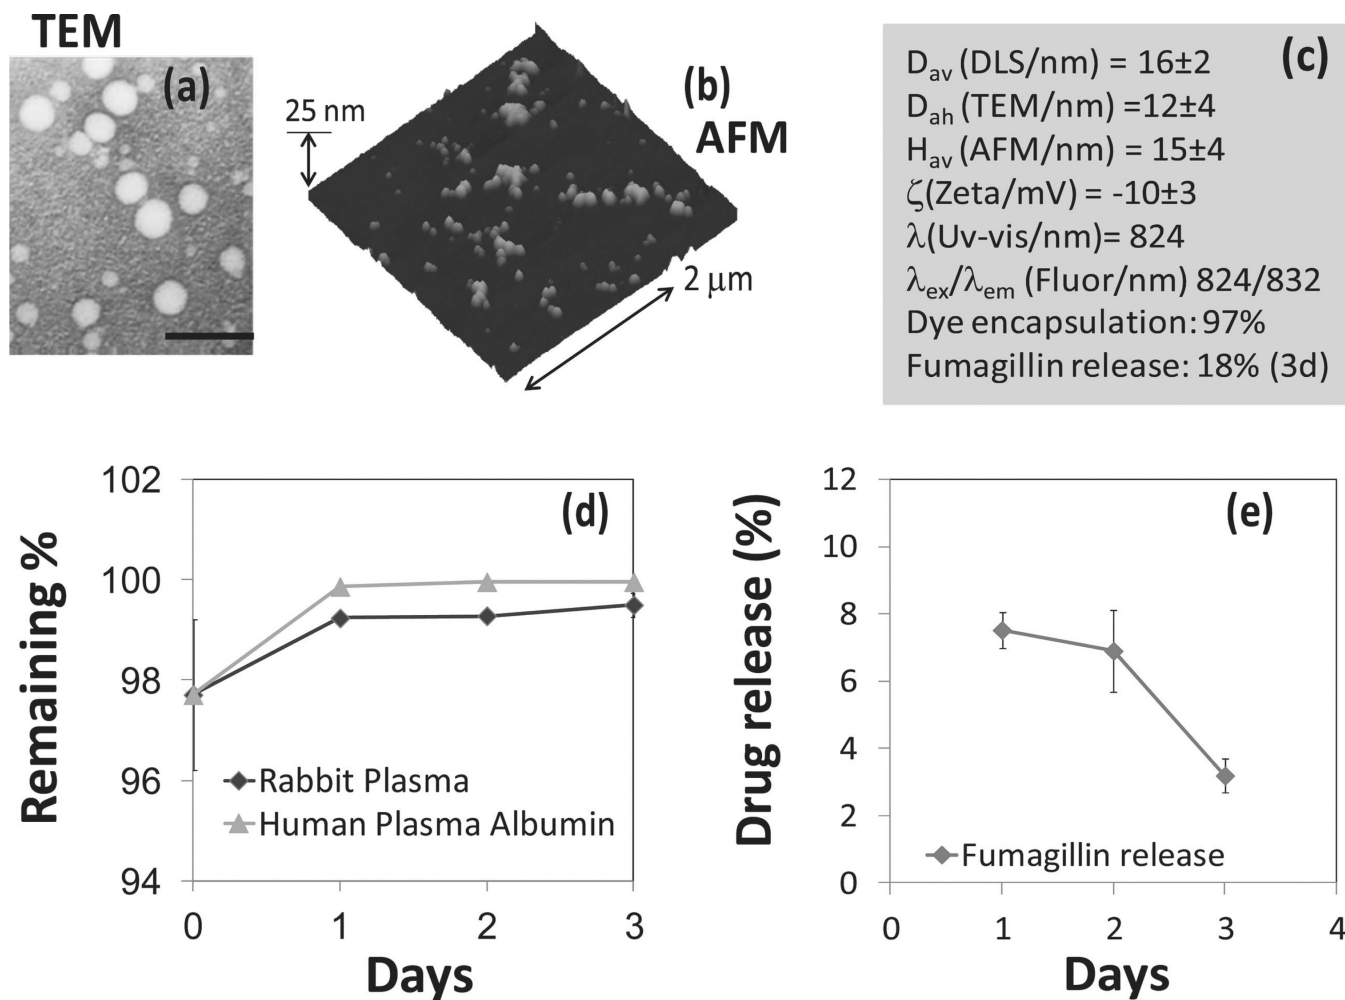 TEM
(a)
25 nm
(b)
AFM
2 μm
(c)
D_av (DLS/nm) = 16±2
D_ah (TEM/nm) =12±4
H_av (AFM/nm) = 15±4
ζ(Zeta/mV) = -10±3
λ(Uv-vis/nm)= 824
λ_ex/λ_em (Fluor/nm) 824/832
Dye encapsulation: 97%
Fumagillin release: 18% (3d)
Remaining %
102
100
98
96
94
(d)
Rabbit Plasma
Human Plasma Albumin
0 1 2 3
Days
Drug release (%)
12
10
8
6
4
2
0
(e)
Fumagillin release
0 1 2 3 4
Days